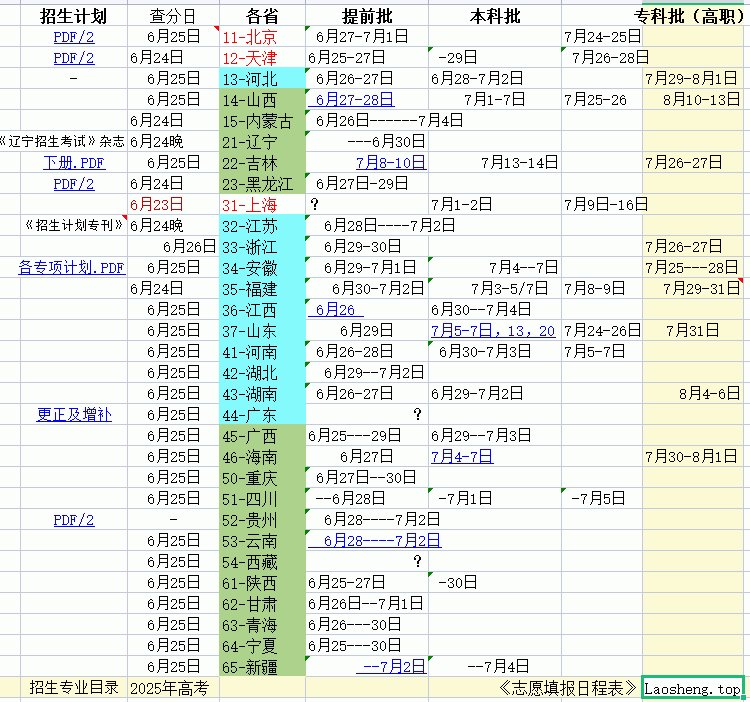 招生计划 查分日 各省 提前批 本科批 专科批（高职）
PDF/2 6月25日 11-北京 6月27-7月1日 7月24-25日
PDF/2 6月24日 12-天津 6月25-27日 -29日 7月26-28日
- 6月25日 13-河北 6月26-27日 6月28-7月2日 7月29-8月1日
6月25日 14-山西 6月27-28日 7月1-7日 7月25-26 8月10-13日
6月24日 15-内蒙古 6月26日------7月4日
《辽宁招生考试》杂志 6月24晚 21-辽宁 ---6月30日
下册.PDF 6月25日 22-吉林 7月8-10日 7月13-14日 7月26-27日
PDF/2 6月24日 23-黑龙江 6月27日-29日
6月23日 31-上海 ? 7月1-2日 7月9日-16日
《招生计划专刊》 6月24晚 32-江苏 6月28日----7月2日
6月26日 33-浙江 6月29-30日 7月26-27日
各专项计划.PDF 6月25日 34-安徽 6月29-7月1日 7月4--7日 7月25---28日
6月24日 35-福建 6月30-7月2日 7月3-5/7日 7月8-9日 7月29-31日
6月25日 36-江西 6月26 6月30--7月4日
6月25日 37-山东 6月29日 7月5-7日，13，20 7月24-26日 7月31日
6月25日 41-河南 6月26-28日 6月30-7月3日 7月5-7日
6月25日 42-湖北 6月29--7月2日
6月25日 43-湖南 6月26-27日 6月29-7月2日 8月4-6日
更正及增补 6月25日 44-广东 ?
6月25日 45-广西 6月25---29日 6月29--7月3日
6月25日 46-海南 6月27日 7月4-7日 7月30-8月1日
6月25日 50-重庆 6月27日--30日
6月25日 51-四川 --6月28日 -7月1日 -7月5日
PDF/2 - 52-贵州 6月28----7月2日
6月25日 53-云南 6月28----7月2日
6月25日 54-西藏 ?
6月25日 61-陕西 6月25-27日 -30日
6月25日 62-甘肃 6月26日--7月1日
6月25日 63-青海 6月26---30日
6月25日 64-宁夏 6月25---30日
6月25日 65-新疆 --7月2日 --7月4日
招生专业目录 2025年高考 《志愿填报日程表》 Laosheng.top